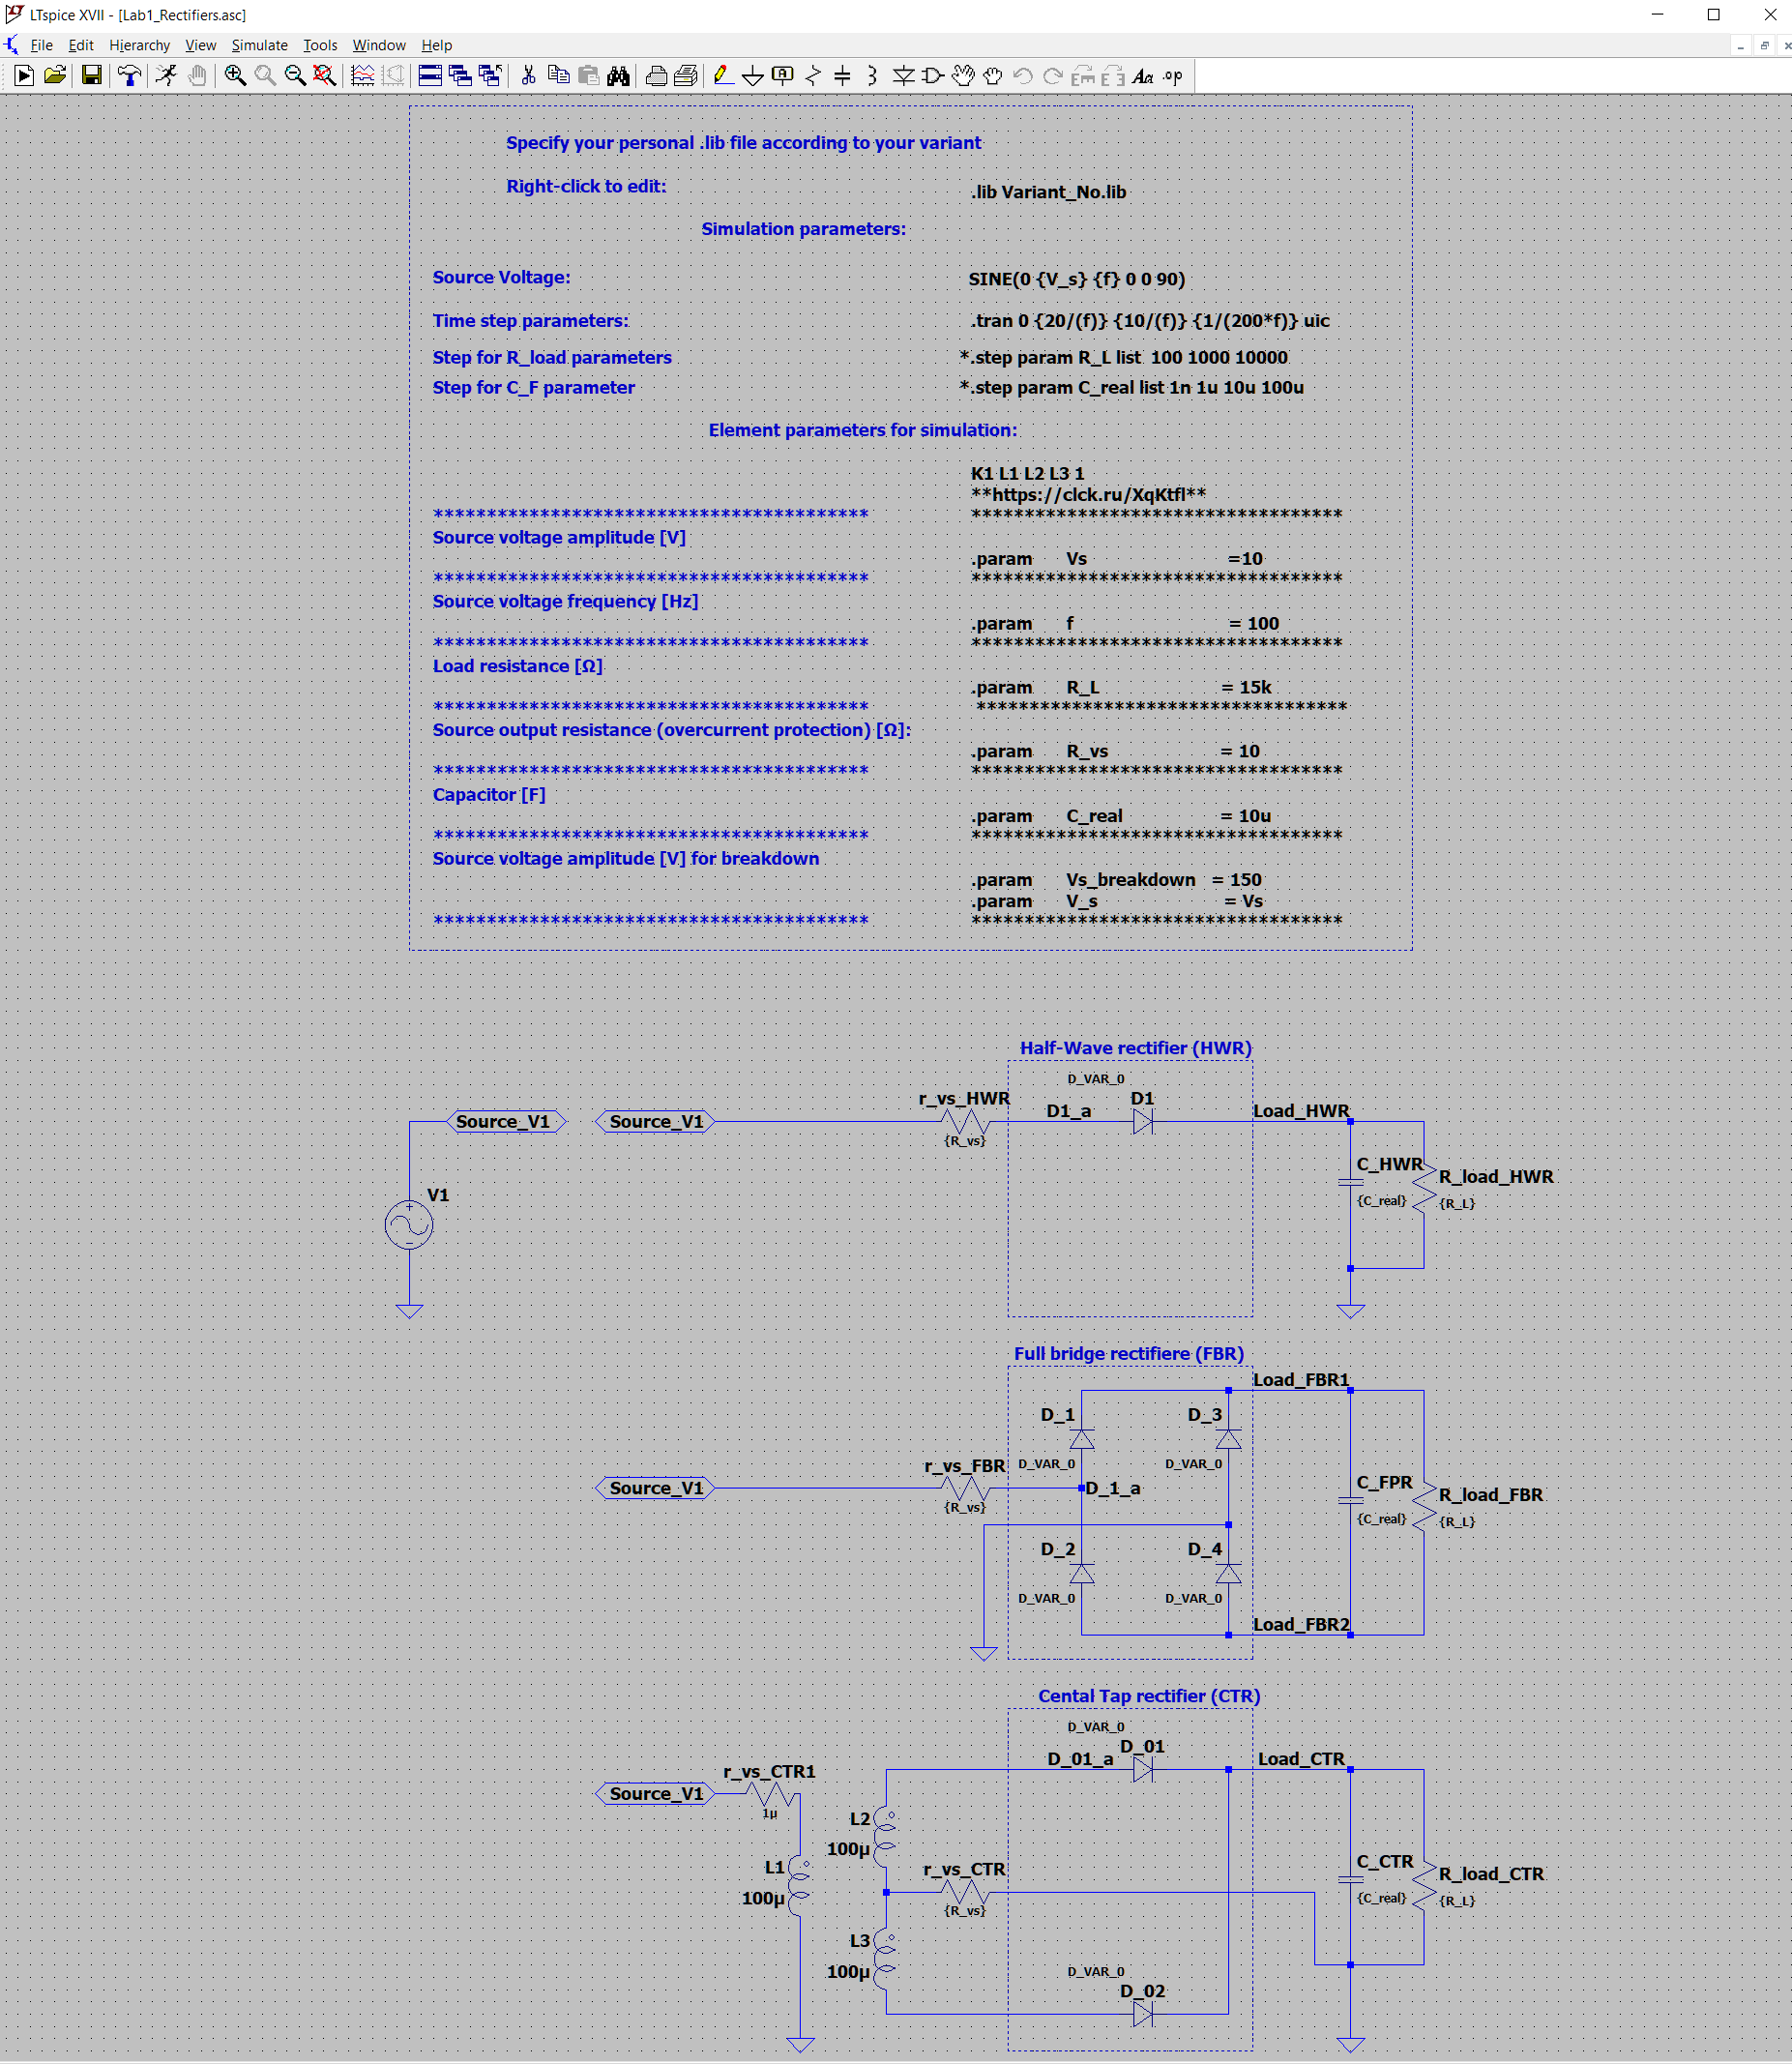 LTspice XVII - [Lab1_Rectifiers.asc]
File Edit Hierarchy View Simulate Tools Window Help
Aa .op
Specify your personal .lib file according to your variant
Right-click to edit: .lib Variant_No.lib
Simulation parameters:
Source Voltage: SINE(0 {V_s} {f} 0 0 90)
Time step parameters: .tran 0 {20/(f)} {10/(f)} {1/(200*f)} uic
Step for R_load parameters *.step param R_L list 100 1000 10000
Step for C_F parameter *.step param C_real list 1n 1u 10u 100u
Element parameters for simulation:
K1 L1 L2 L3 1
**https://clck.ru/XqKtfl**
***************************************** ***********************************
Source voltage amplitude [V]
.param Vs =10
***************************************** ***********************************
Source voltage frequency [Hz]
.param f = 100
***************************************** ***********************************
Load resistance [Ω]
.param R_L = 15k
***************************************** ***********************************
Source output resistance (overcurrent protection) [Ω]:
.param R_vs = 10
***************************************** ***********************************
Capacitor [F]
.param C_real = 10u
***************************************** ***********************************
Source voltage amplitude [V] for breakdown
.param Vs_breakdown = 150
.param V_s = Vs
***************************************** ***********************************
Half-Wave rectifier (HWR)
D_VAR_0
r_vs_HWR D1
D1_a Load_HWR
Source_V1 Source_V1
{R_vs}
C_HWR
R_load_HWR
V1
{C_real} {R_L}
Full bridge rectifiere (FBR)
Load_FBR1
D_1 D_3
r_vs_FBR D_VAR_0 D_VAR_0
C_FPR
Source_V1 D_1_a R_load_FBR
{R_vs}
{C_real} {R_L}
D_2 D_4
D_VAR_0 D_VAR_0
Load_FBR2
Cental Tap rectifier (CTR)
D_VAR_0
D_01
D_01_a Load_CTR
r_vs_CTR1
Source_V1
1µ
L2
100µ
L1 r_vs_CTR C_CTR
R_load_CTR
100µ {C_real} {R_L}
{R_vs}
L3
100µ D_VAR_0
D_02